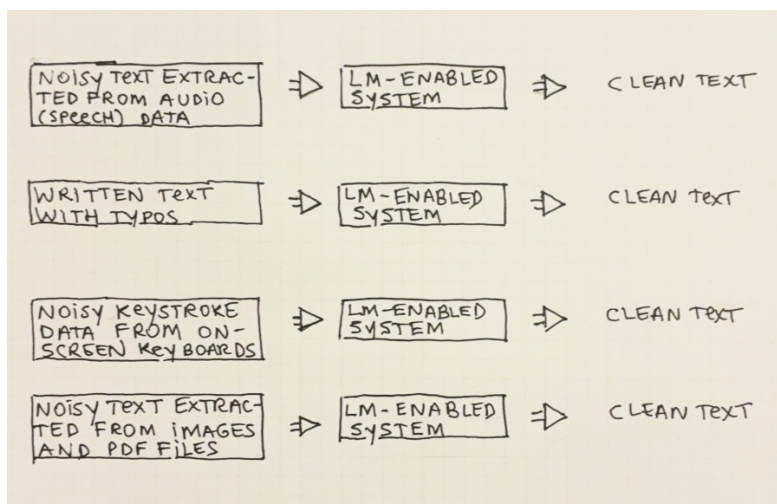 NOISY TEXT EXTRAC-
TED FROM AUDIO
(SPEECH) DATA
LM-ENABLED
SYSTEM
CLEAN TEXT
WRITTEN TEXT
WITH TYPOS
LM-ENABLED
SYSTEM
CLEAN TEXT
NOISY KEYSTROKE
DATA FROM ON-
SCREEN KEYBOARDS
LM-ENABLED
SYSTEM
CLEAN TEXT
NOISY TEXT EXTRAC-
TED FROM IMAGES
AND PDF FILES
LM-ENABLED
SYSTEM
CLEAN TEXT